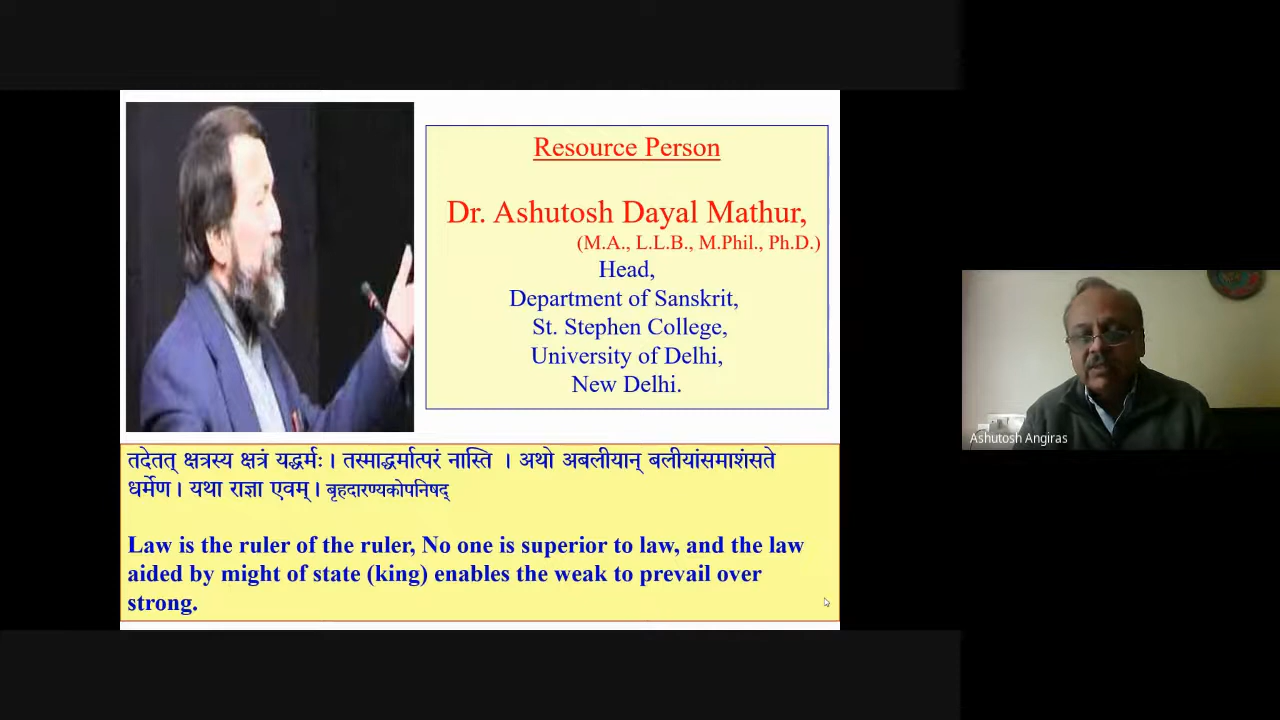 Resource Person
Dr. Ashutosh Dayal Mathur,
(M.A., L.L.B., M.Phil., Ph.D.)
Head,
Department of Sanskrit,
St. Stephen College,
University of Delhi,
New Delhi.
तदेतत् क्षत्रस्य क्षत्रं यद्धर्मः। तस्माद्धर्मात्परं नास्ति । अथो अबलीयान् बलीयांसमाशंसते
धर्मेण। यथा राज्ञा एवम्। बृहदारण्यकोपनिषद्
Law is the ruler of the ruler, No one is superior to law, and the law
aided by might of state (king) enables the weak to prevail over
strong.
Ashutosh Angiras